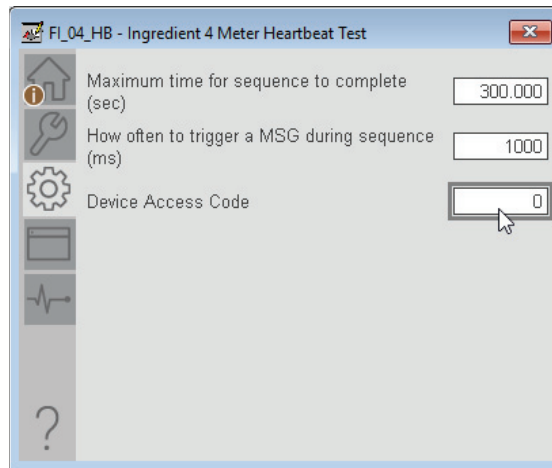 FI_04_HB - Ingredient 4 Meter Heartbeat Test
Maximum time for sequence to complete
(sec)
300.000
How often to trigger a MSG during sequence
(ms)
1000
Device Access Code
0
?